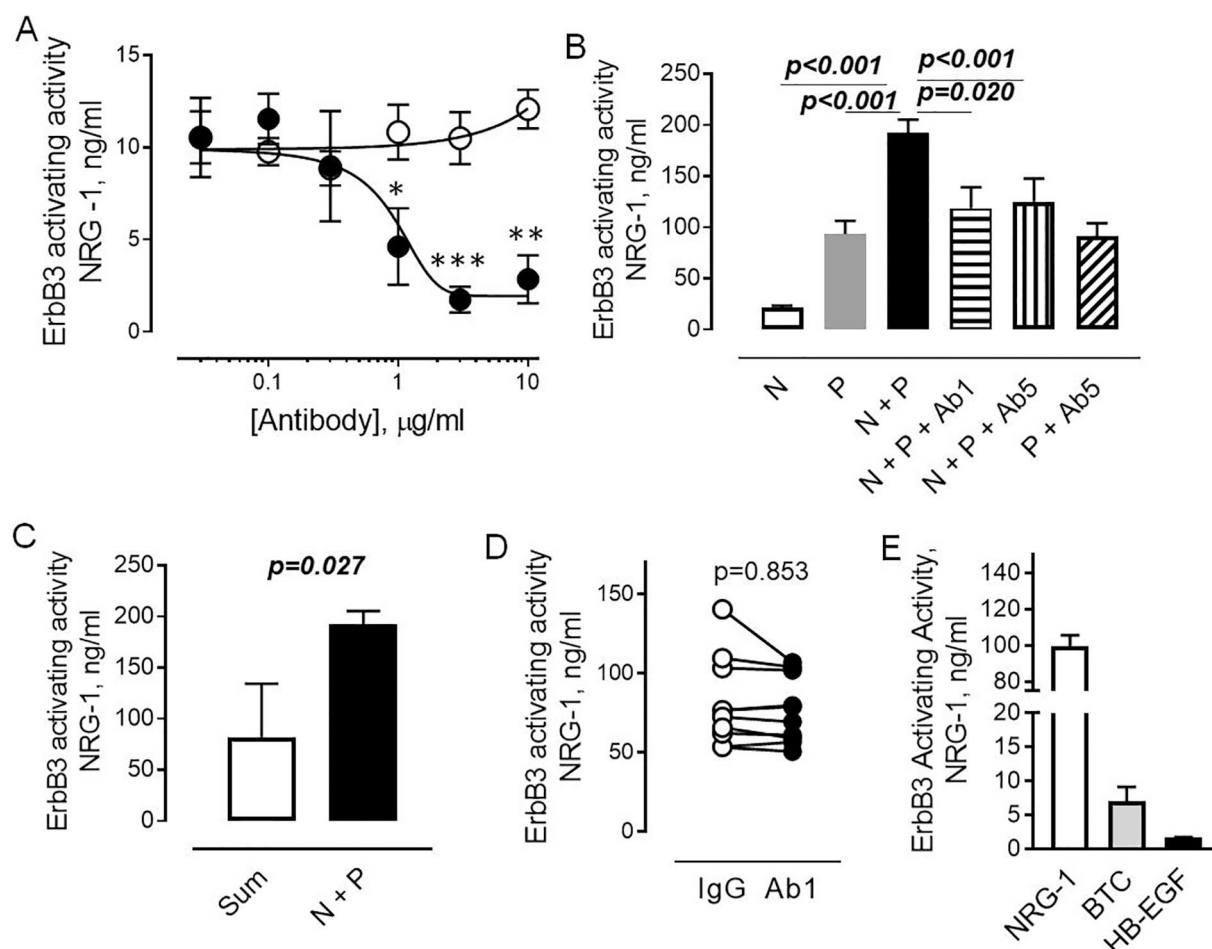 A
ErbB3 activating activity
NRG -1, ng/ml
15
10
5
0
*
***
**
0.1
1
10
[Antibody], μg/ml
B
ErbB3 activating activity
NRG-1, ng/ml
250
200
150
100
50
0
p<0.001
p<0.001
p<0.001
p=0.020
N
P
N + P
N + P + Ab1
N + P + Ab5
P + Ab5
C
ErbB3 activating activity
NRG-1, ng/ml
250
200
150
100
50
0
p=0.027
Sum
N + P
D
ErbB3 activating activity
NRG-1, ng/ml
150
100
50
0
p=0.853
IgG Ab1
E
ErbB3 Activating Activity,
NRG-1, ng/ml
140
120
100
80
20
15
10
5
0
NRG-1
BTC
HB-EGF